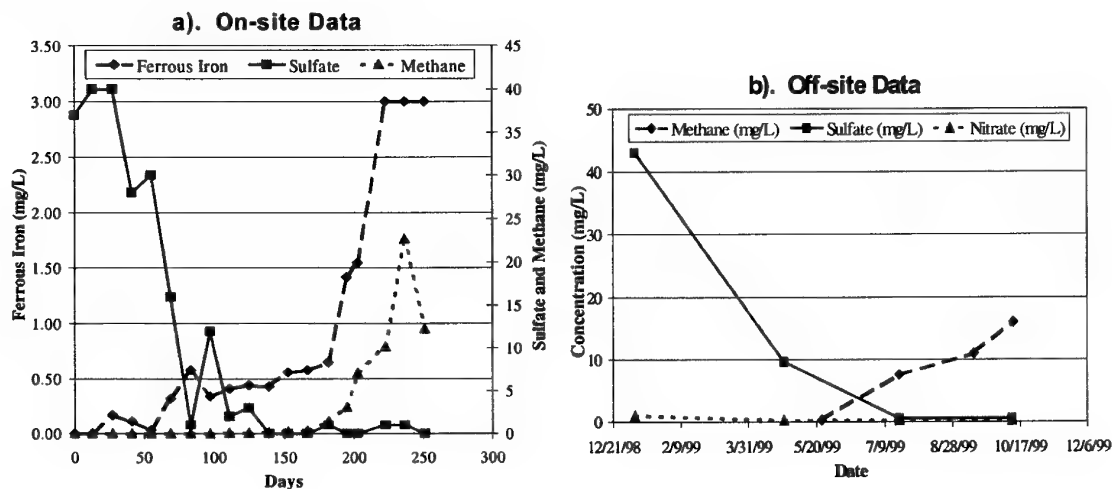 a). On-site Data
Ferrous Iron Sulfate Methane
3.50
3.00
2.50
2.00
1.50
1.00
0.50
0.00
Ferrous Iron (mg/L)
45
40
35
30
25
20
15
10
5
0
Sulfate and Methane (mg/L)
0 50 100 150 200 250 300
Days
b). Off-site Data
Methane (mg/L) Sulfate (mg/L) Nitrate (mg/L)
50
40
30
20
10
0
Concentration (mg/L)
12/21/98 2/9/99 3/31/99 5/20/99 7/9/99 8/28/99 10/17/99 12/6/99
Date